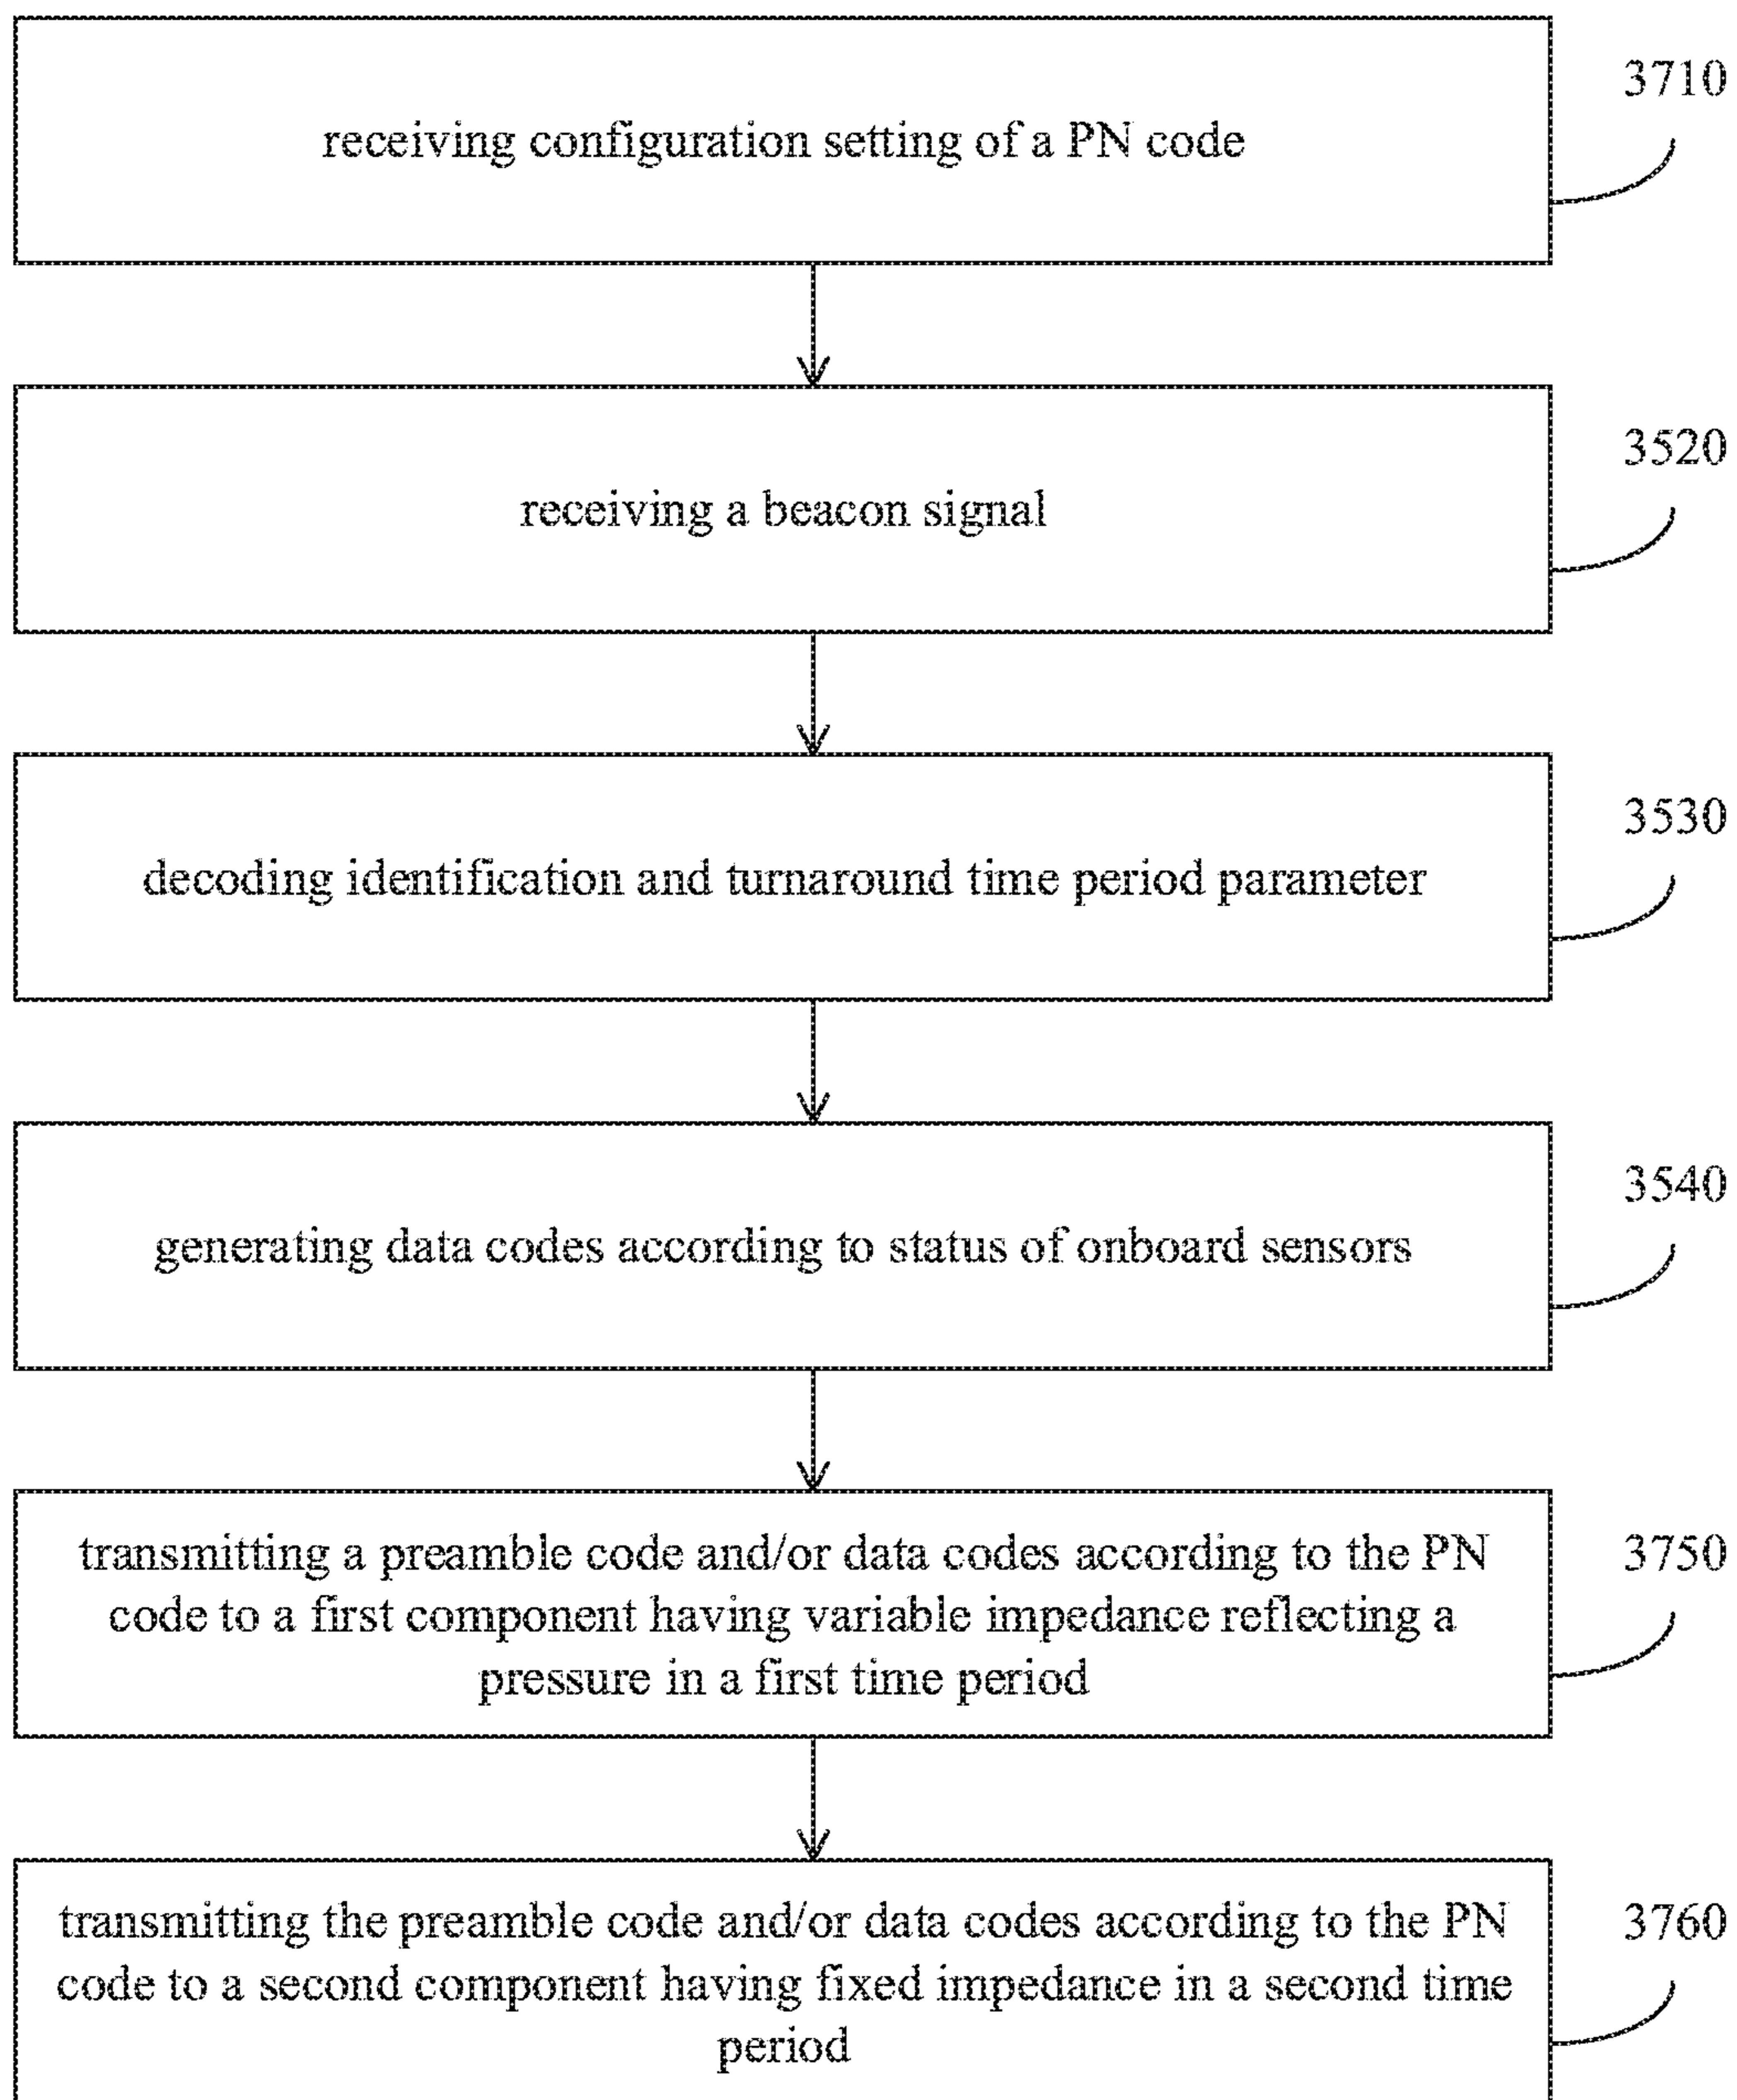 3710
receiving configuration setting of a PN code
3520
receiving a beacon signal
3530
decoding identification and turnaround time period parameter
3540
generating data codes according to status of onboard sensors
3750
transmitting a preamble code and/or data codes according to the PN
code to a first component having variable impedance reflecting a
pressure in a first time period
3760
transmitting the preamble code and/or data codes according to the PN
code to a second component having fixed impedance in a second time
period